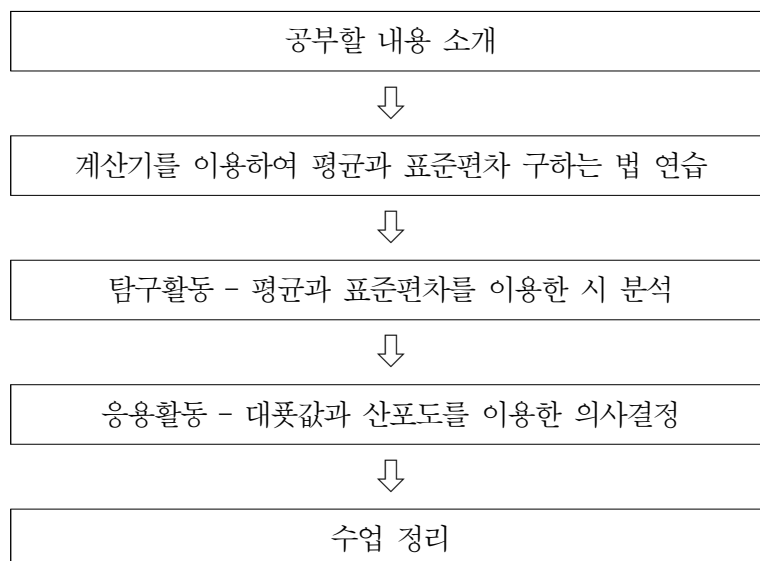 공부할 내용 소개
계산기를 이용하여 평균과 표준편차 구하는 법 연습
탐구활동 - 평균과 표준편차를 이용한 시 분석
응용활동 - 대푯값과 산포도를 이용한 의사결정
수업 정리